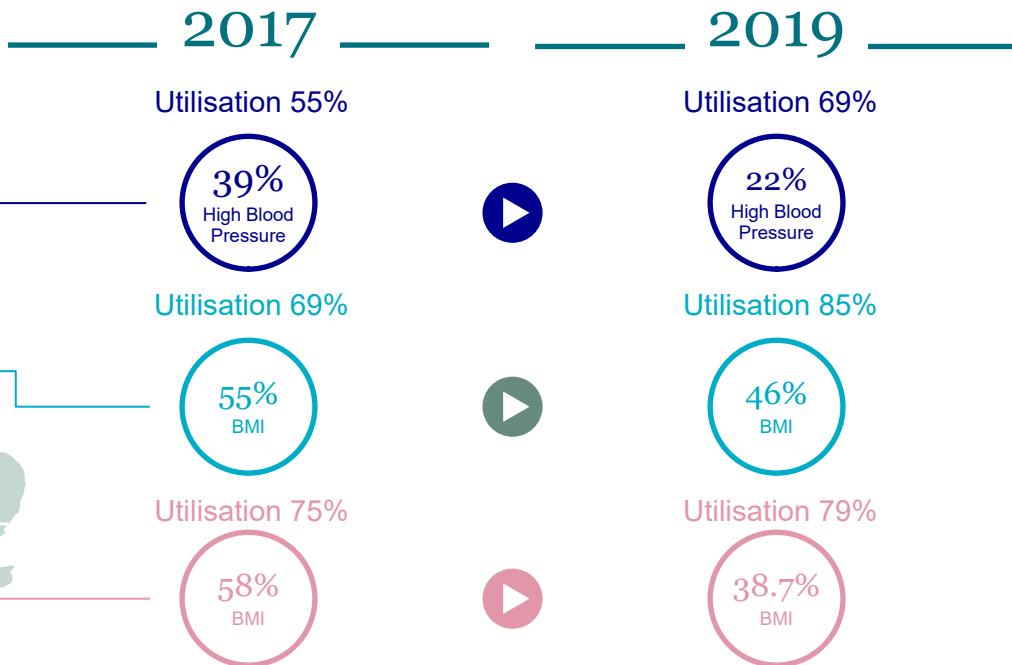 2017 2019
Utilisation 55% Utilisation 69%
39% 22%
High Blood High Blood
Pressure Pressure
Utilisation 69% Utilisation 85%
55% 46%
BMI BMI
Utilisation 75% Utilisation 79%
58% 38.7%
BMI BMI